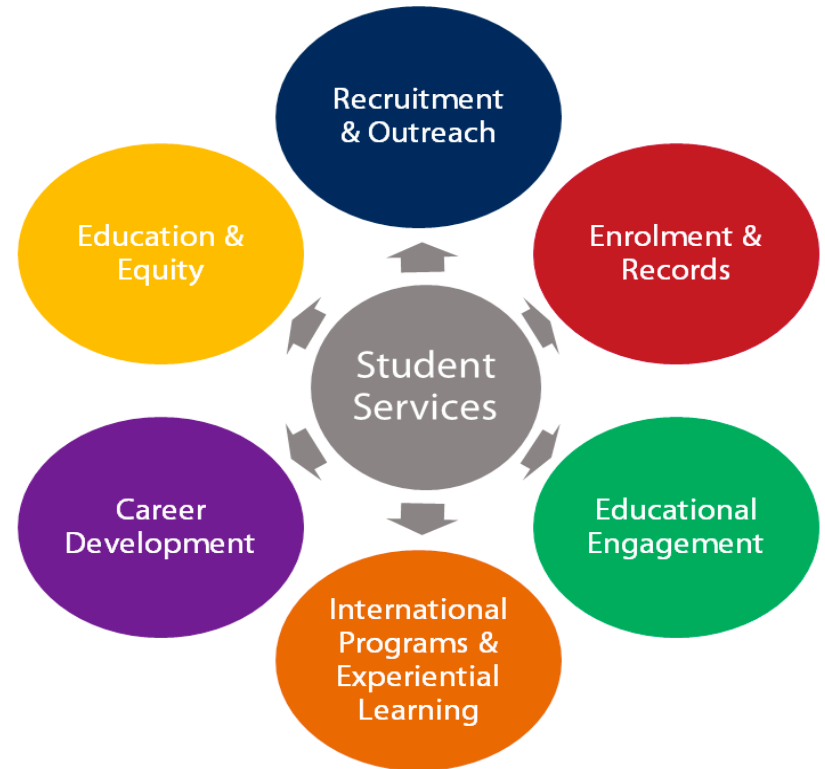 Recruitment
& Outreach
Enrolment &
Records
Educational
Engagement
International
Programs &
Experiential
Learning
Career
Development
Education &
Equity
Student
Services